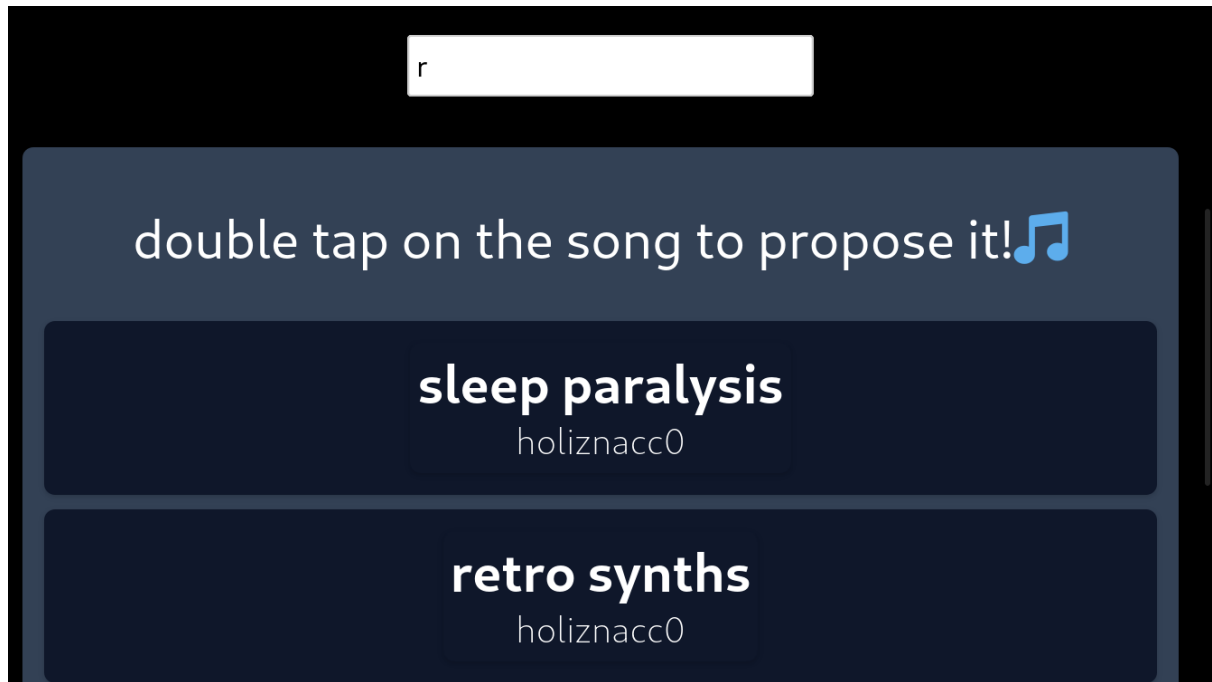 r
double tap on the song to propose it!🎵
sleep paralysis
holiznacc0
retro synths
holiznacc0